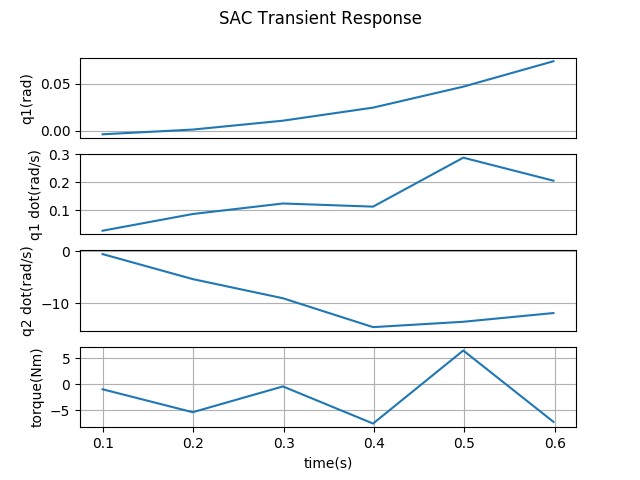 SAC Transient Response
q1(rad)
0.05
0.00
q1 dot(rad/s)
0.3
0.2
0.1
q2 dot(rad/s)
0
−10
torque(Nm)
5
0
−5
0.1 0.2 0.3 0.4 0.5 0.6
time(s)